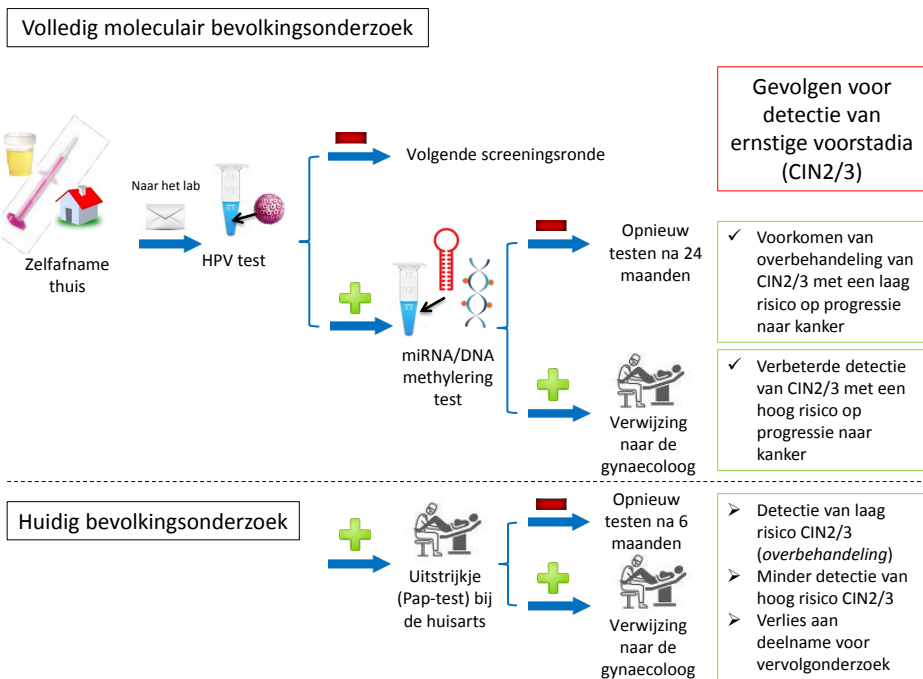 Volledig moleculair bevolkingsonderzoek
Gevolgen voor
detectie van
ernstige voorstadia
(CIN2/3)
Zelfafname
thuis
Naar het lab
HPV test
Volgende screeningsronde
miRNA/DNA
methylering
test
Opnieuw
testen na 24
maanden
Verwijzing
naar de
gynaecoloog
✓ Voorkomen van
overbehandeling van
CIN2/3 met een laag
risico op progressie
naar kanker
✓ Verbeterde detectie
van CIN2/3 met een
hoog risico op
progressie naar
kanker
Huidig bevolkingsonderzoek
Uitstrijkje
(Pap-test) bij
de huisarts
Opnieuw
testen na 6
maanden
Verwijzing
naar de
gynaecoloog
➢ Detectie van laag
risico CIN2/3
(overbehandeling)
➢ Minder detectie van
hoog risico CIN2/3
➢ Verlies aan
deelname voor
vervolgonderzoek